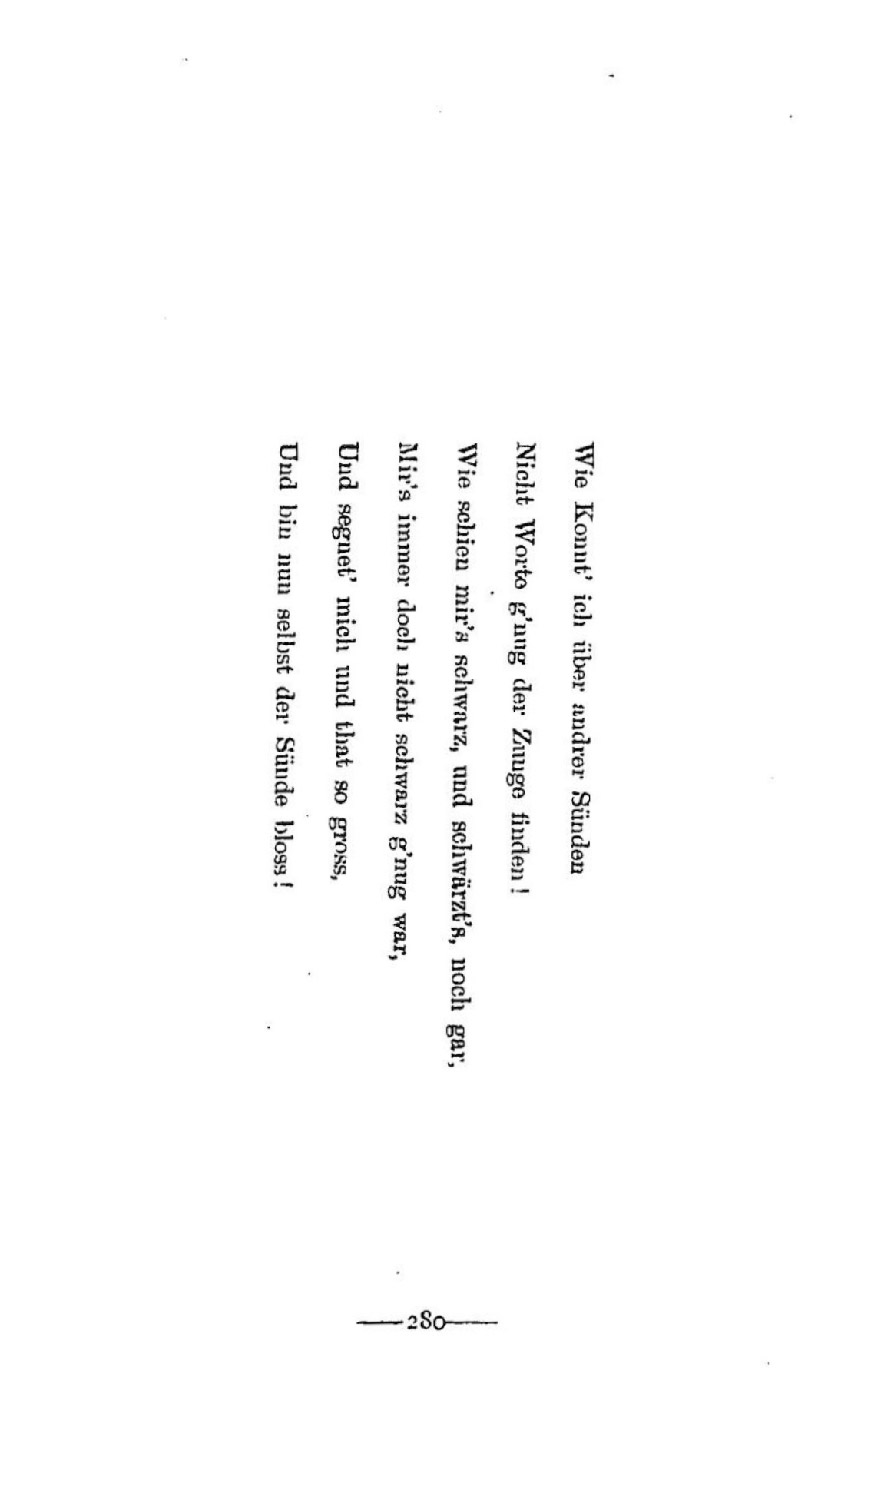 Wie Konnt' ich über andrer Sünden
Nicht Worte g'nug der Zunge finden!
Wie schien mir's schwarz, und schwärzt's, noch gar,
Mir's immer doch nicht schwarz g'nug war,
Und segnet' mich und that so gross,
Und bin nun selbst der Sünde bloss!
280